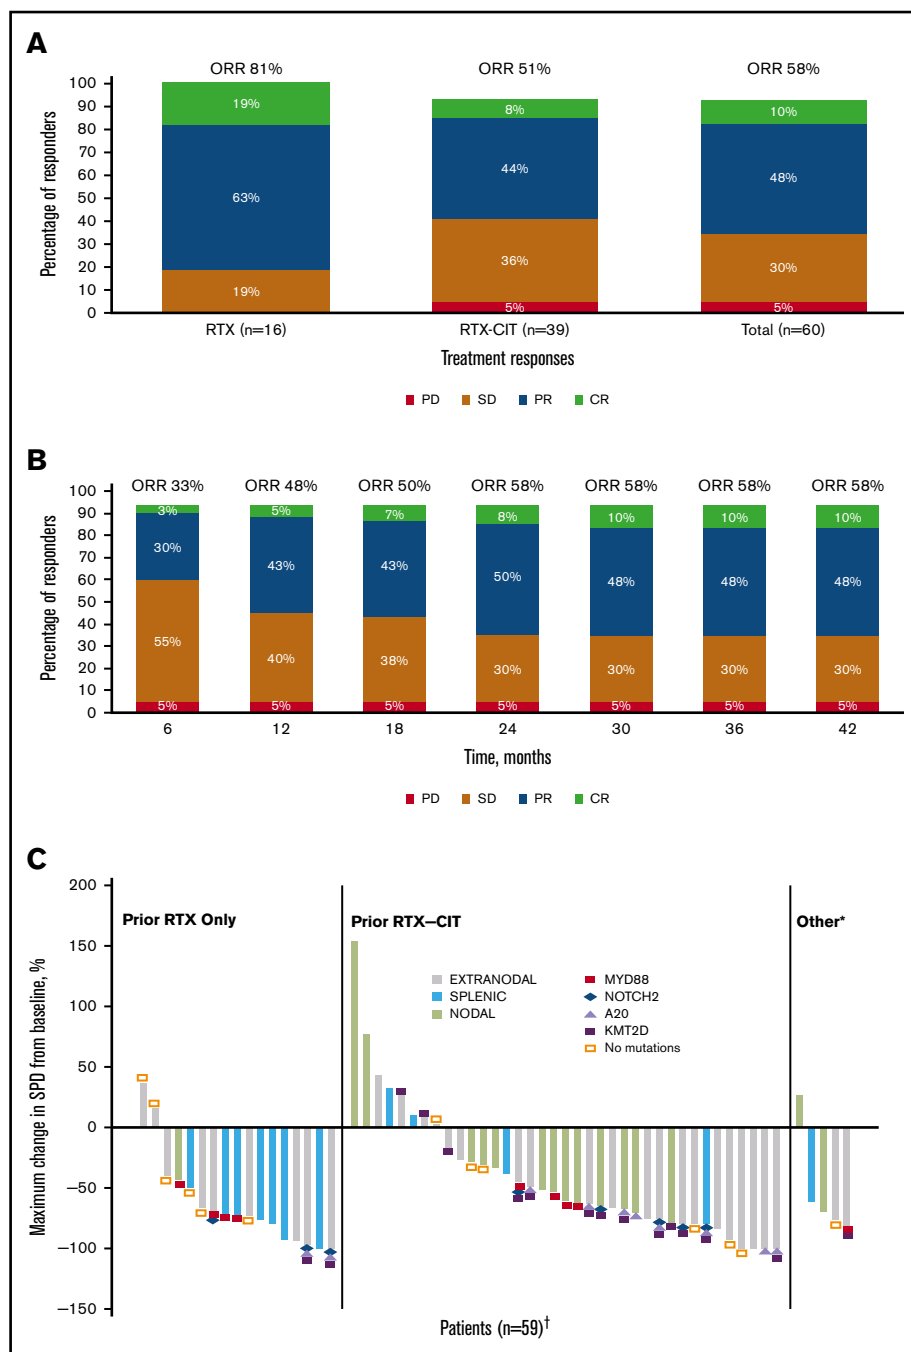 A
ORR 81% ORR 51% ORR 58%
Percentage of responders
100
90
80
70
60
50
40
30
20
10
0
19% 8% 10%
63% 44% 48%
19% 36% 30%
5% 5%
RTX (n=16) RTX-CIT (n=39) Total (n=60)
Treatment responses
PD SD PR CR
B
ORR 33% ORR 48% ORR 50% ORR 58% ORR 58% ORR 58% ORR 58%
Percentage of responders
100
90
80
70
60
50
40
30
20
10
0
3% 5% 7% 8% 10% 10% 10%
30% 43% 43% 50% 48% 48% 48%
55% 40% 38% 30% 30% 30% 30%
5% 5% 5% 5% 5% 5% 5%
6 12 18 24 30 36 42
Time, months
PD SD PR CR
C
Maximum change in SPD from baseline, %
200
150
100
50
0
−50
−100
−150
Prior RTX Only Prior RTX–CIT Other*
EXTRANODAL MYD88
SPLENIC NOTCH2
NODAL A20
KMT2D
No mutations
Patients (n=59)†